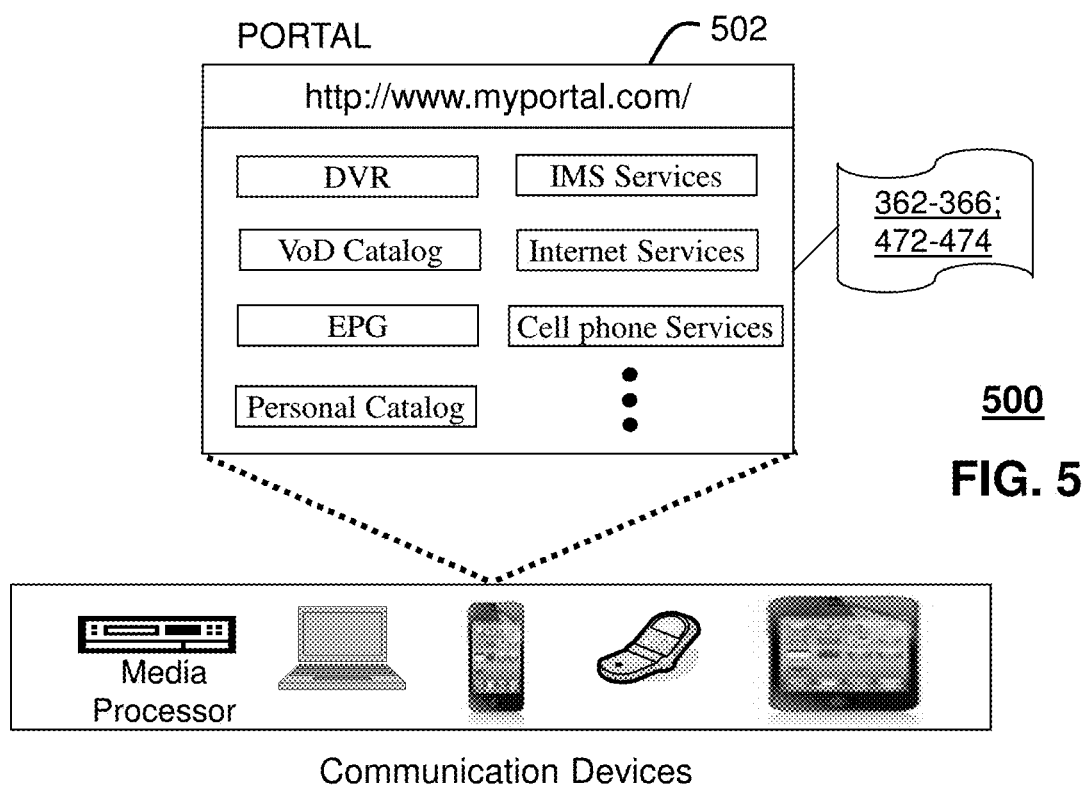 PORTAL
502
http://www.myportal.com/
DVR
IMS Services
VoD Catalog
Internet Services
EPG
Cell phone Services
Personal Catalog
362-366;
472-474
500
FIG. 5
Media
Processor
Communication Devices